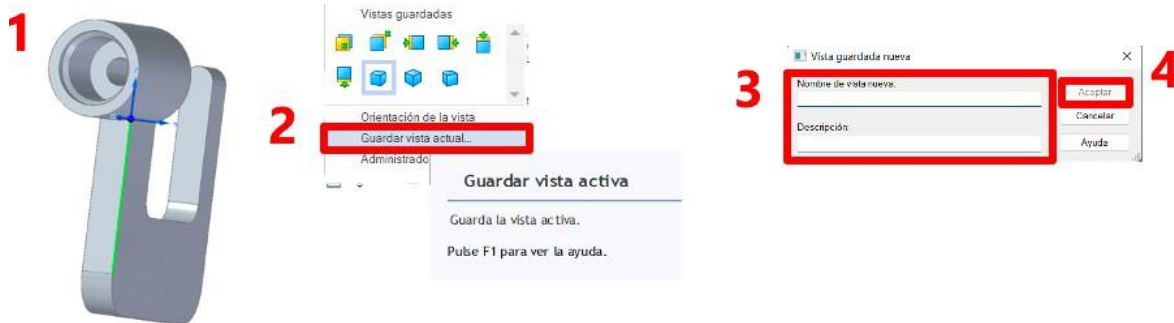 1
Vistas guardadas
2
Orientación de la vista
Guardar vista actual...
Administrado
Guardar vista activa
Guarda la vista activa.
Pulse F1 para ver la ayuda.
3
Vista guardada nueva
Nombre de vista nueva:
Descripción:
Aceptar
Cancelar
Ayuda
4